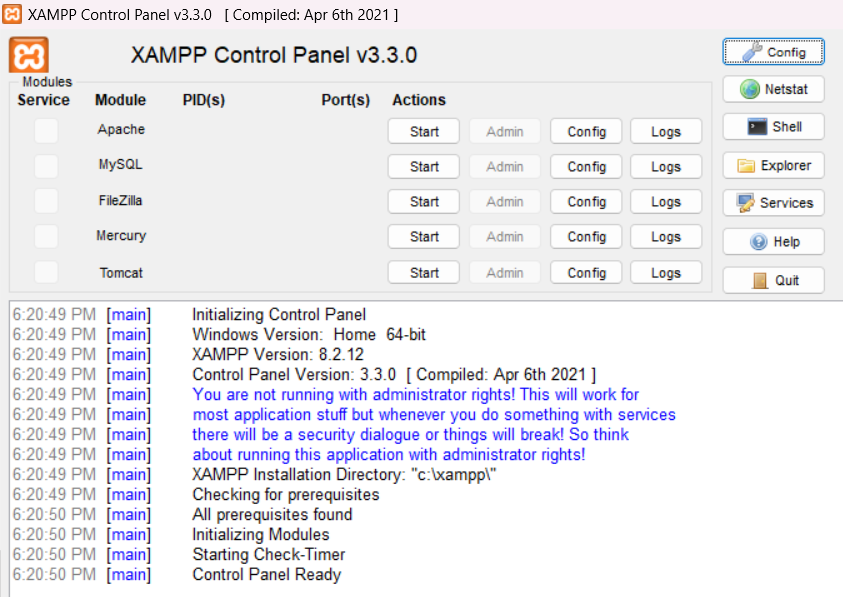 XAMPP Control Panel v3.3.0 [ Compiled: Apr 6th 2021 ]
XAMPP Control Panel v3.3.0
Config
Modules
Service Module PID(s) Port(s) Actions
Netstat
Apache Start Admin Config Logs
Shell
MySQL Start Admin Config Logs
Explorer
FileZilla Start Admin Config Logs
Services
Mercury Start Admin Config Logs
Help
Tomcat Start Admin Config Logs
Quit
6:20:49 PM [main] Initializing Control Panel
6:20:49 PM [main] Windows Version: Home 64-bit
6:20:49 PM [main] XAMPP Version: 8.2.12
6:20:49 PM [main] Control Panel Version: 3.3.0 [ Compiled: Apr 6th 2021 ]
6:20:49 PM [main] You are not running with administrator rights! This will work for
6:20:49 PM [main] most application stuff but whenever you do something with services
6:20:49 PM [main] there will be a security dialogue or things will break! So think
6:20:49 PM [main] about running this application with administrator rights!
6:20:49 PM [main] XAMPP Installation Directory: "c:\xampp\"
6:20:49 PM [main] Checking for prerequisites
6:20:50 PM [main] All prerequisites found
6:20:50 PM [main] Initializing Modules
6:20:50 PM [main] Starting Check-Timer
6:20:50 PM [main] Control Panel Ready